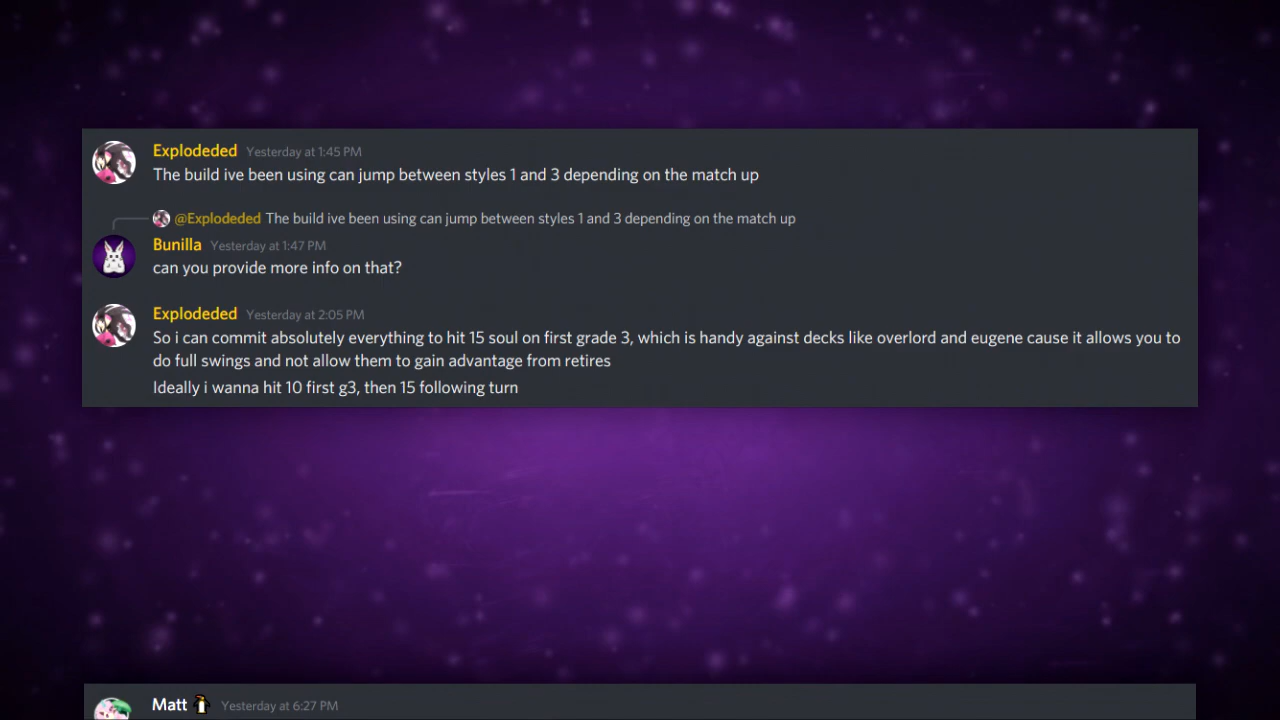 Explodeded Yesterday at 1:45 PM
The build ive been using can jump between styles 1 and 3 depending on the match up
@Explodeded The build ive been using can jump between styles 1 and 3 depending on the match up
Bunilla Yesterday at 1:47 PM
can you provide more info on that?
Explodeded Yesterday at 2:05 PM
So i can commit absolutely everything to hit 15 soul on first grade 3, which is handy against decks like overlord and eugene cause it allows you to
do full swings and not allow them to gain advantage from retires
Ideally i wanna hit 10 first g3, then 15 following turn
Matt Yesterday at 6:27 PM